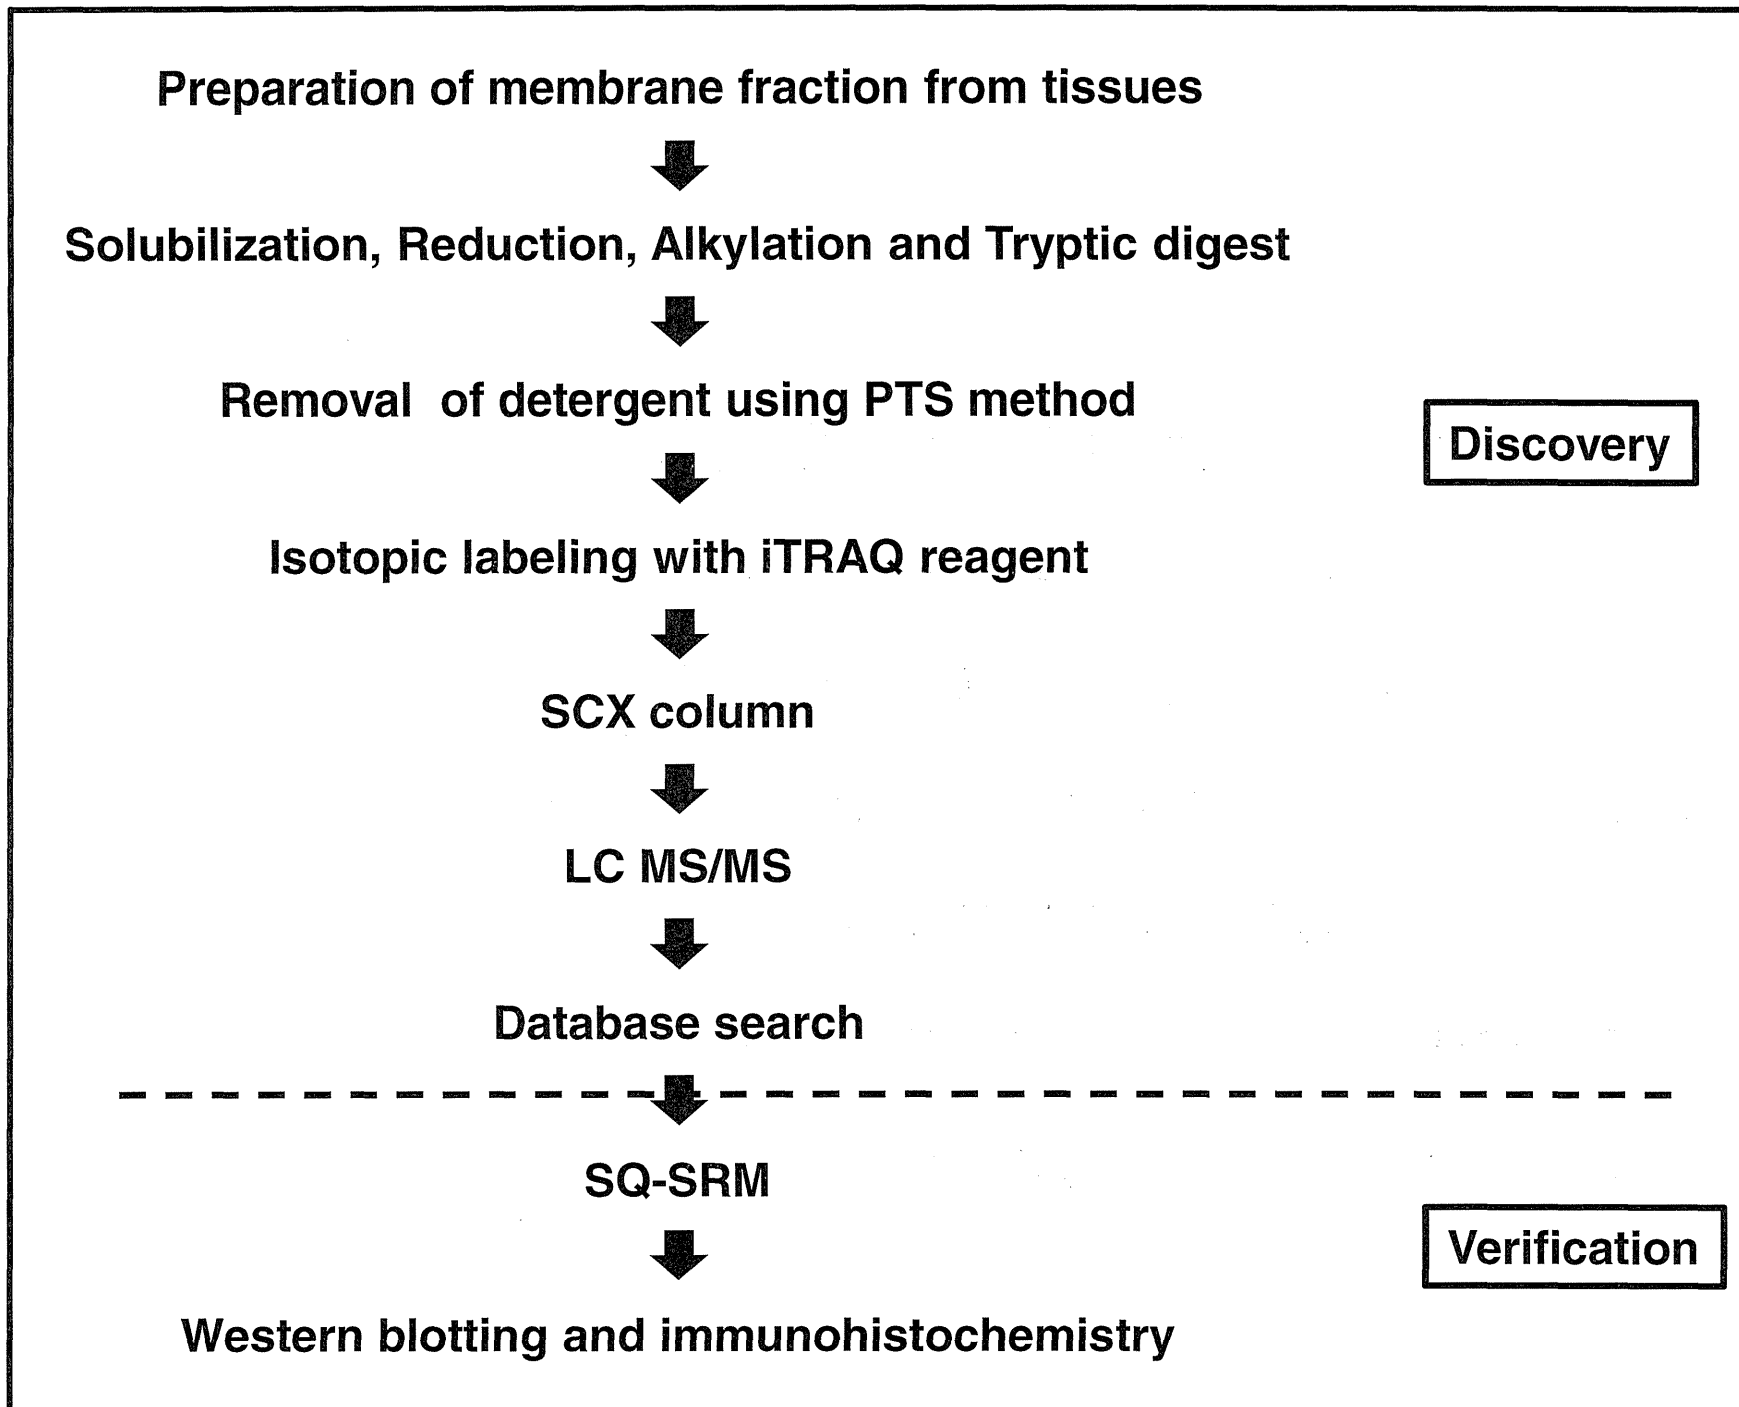 Preparation of membrane fraction from tissues
Solubilization, Reduction, Alkylation and Tryptic digest
Removal of detergent using PTS method
Discovery
Isotopic labeling with iTRAQ reagent
SCX column
LC MS/MS
Database search
SQ-SRM
Verification
Western blotting and immunohistochemistry